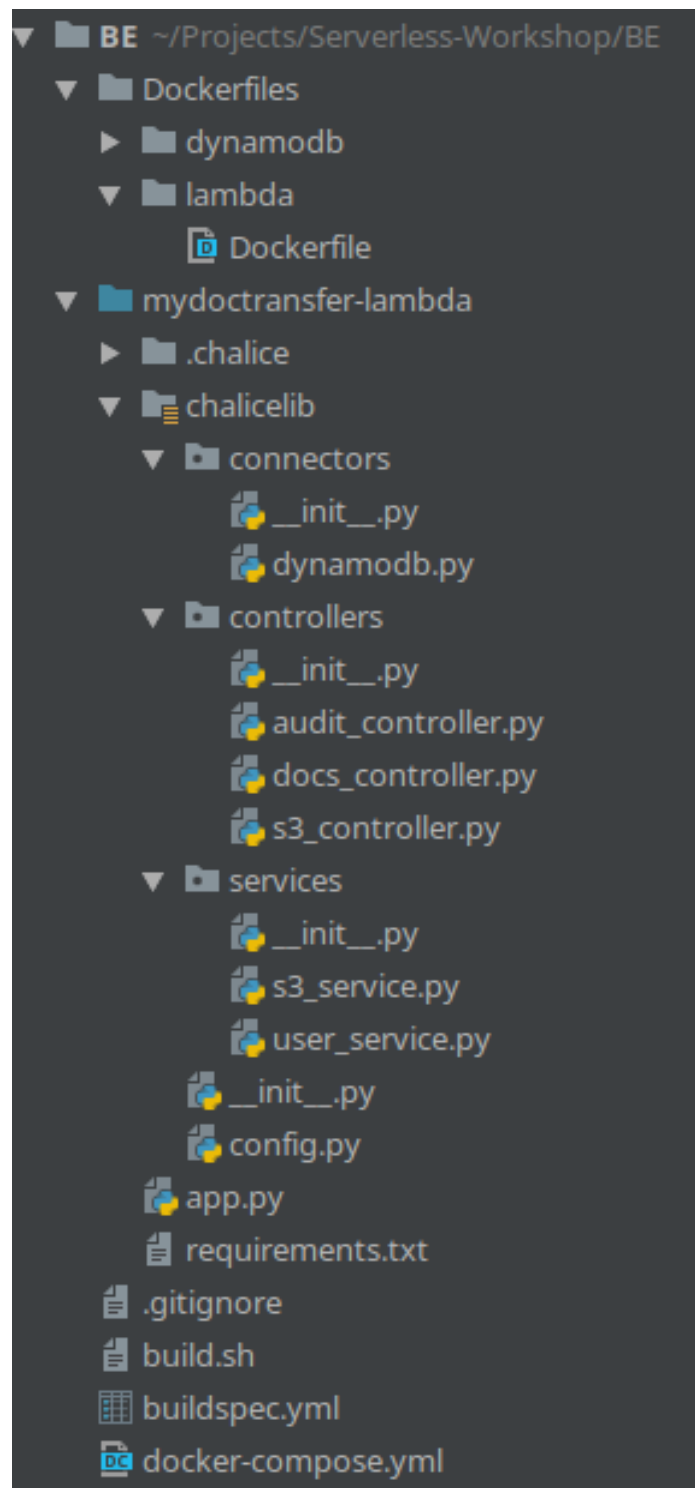 BE ~/Projects/Serverless-Workshop/BE
Dockerfiles
dynamodb
lambda
Dockerfile
mydoctransfer-lambda
.chalice
chalicelib
connectors
__init__.py
dynamodb.py
controllers
__init__.py
audit_controller.py
docs_controller.py
s3_controller.py
services
__init__.py
s3_service.py
user_service.py
__init__.py
config.py
app.py
requirements.txt
.gitignore
build.sh
buildspec.yml
docker-compose.yml